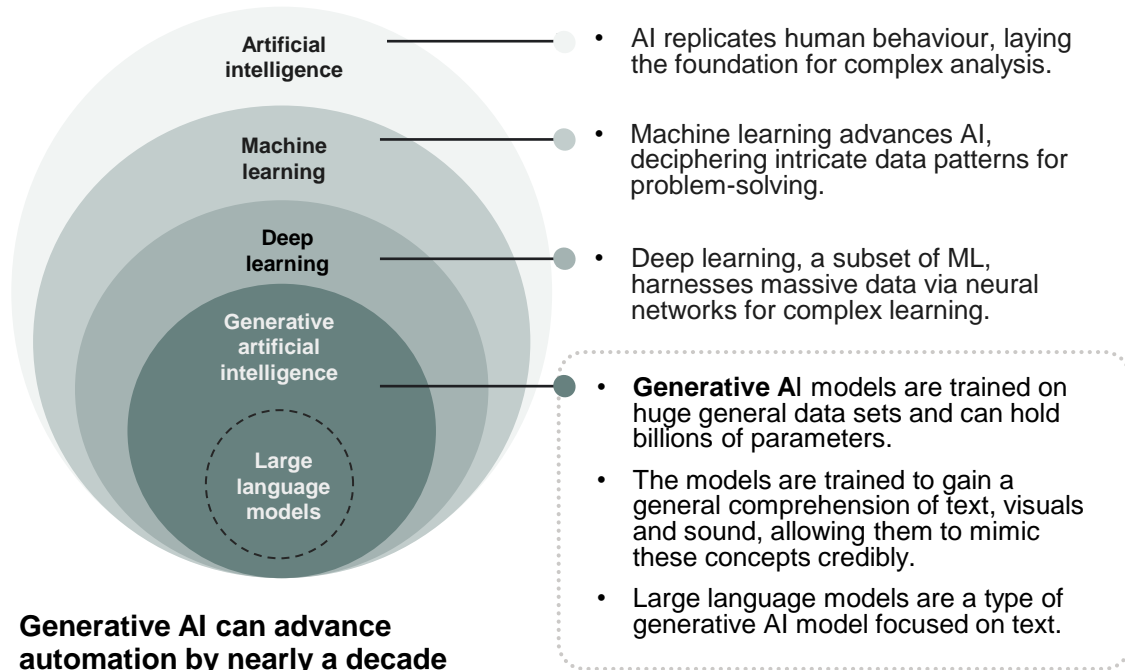 Artificial
intelligence
• AI replicates human behaviour, laying
the foundation for complex analysis.
Machine
learning
• Machine learning advances AI,
deciphering intricate data patterns for
problem-solving.
Deep
learning
• Deep learning, a subset of ML,
harnesses massive data via neural
networks for complex learning.
Generative
artificial
intelligence
• Generative AI models are trained on
huge general data sets and can hold
billions of parameters.
• The models are trained to gain a
general comprehension of text, visuals
and sound, allowing them to mimic
these concepts credibly.
• Large language models are a type of
generative AI model focused on text.
Large
language
models
Generative AI can advance
automation by nearly a decade